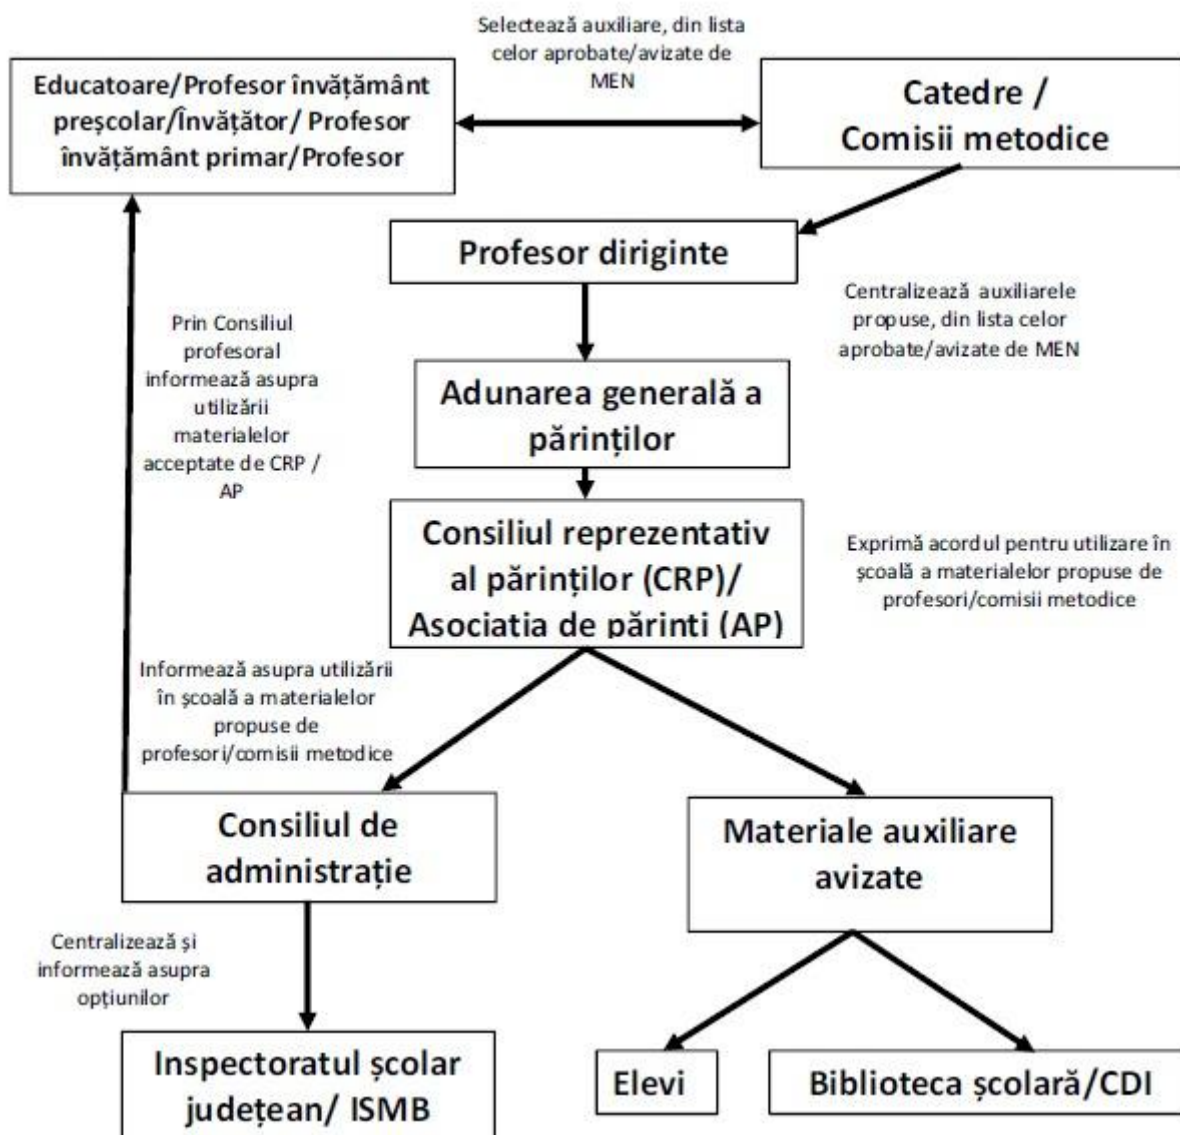 Selectează auxiliare, din lista
celor aprobate/avizate de
MEN
Educatoare/Profesor învățământ
preșcolar/Învățător/ Profesor
învățământ primar/Profesor
Catedre /
Comisii metodice
Profesor diriginte
Centralizează auxiliarele
propuse, din lista celor
aprobate/avizate de MEN
Prin Consiliul
profesoral
informează asupra
utilizării
materialelor
acceptate de CRP /
AP
Adunarea generală a
părinților
Consiliul reprezentativ
al părinților (CRP)/
Asociatia de părinti (AP)
Exprimă acordul pentru utilizare în
școală a materialelor propuse de
profesori/comisii metodice
Informează asupra utilizării
în școală a materialelor
propuse de
profesori/comisii metodice
Consiliul de
administrație
Materiale auxiliare
avizate
Centralizează și
informează asupra
opțiunilor
Inspectoratul școlar
județean/ ISMB
Elevi
Biblioteca școlară/CDI